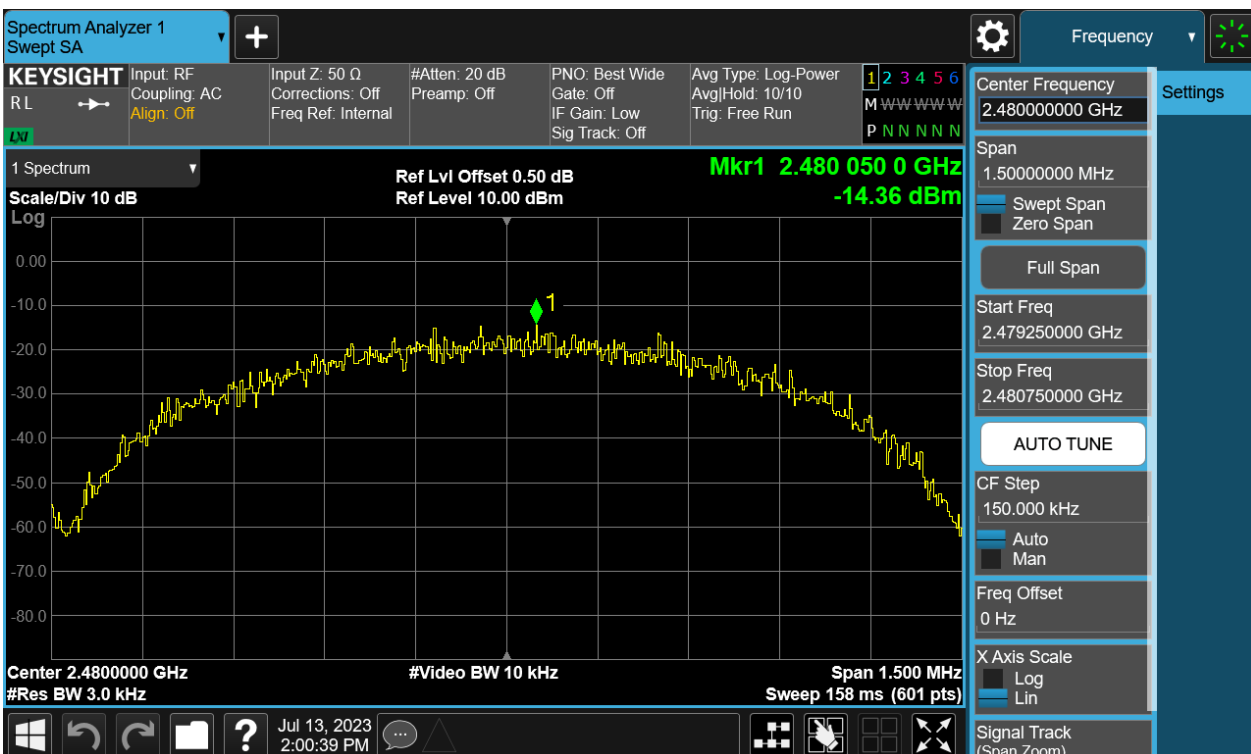 Spectrum Analyzer 1
Swept SA
+
Frequency
KEYSIGHT
R L
LXI
Input: RF
Coupling: AC
Align: Off
Input Z: 50 Ω
Corrections: Off
Freq Ref: Internal
#Atten: 20 dB
Preamp: Off
PNO: Best Wide
Gate: Off
IF Gain: Low
Sig Track: Off
Avg Type: Log-Power
Avg|Hold: 10/10
Trig: Free Run
1 2 3 4 5 6
M W W W W W
P N N N N N
1 Spectrum
Scale/Div 10 dB
Log
Ref Lvl Offset 0.50 dB
Ref Level 10.00 dBm
Mkr1 2.480 050 0 GHz
-14.36 dBm
1
0.00
-10.0
-20.0
-30.0
-40.0
-50.0
-60.0
-70.0
-80.0
Center 2.4800000 GHz
#Res BW 3.0 kHz
#Video BW 10 kHz
Span 1.500 MHz
Sweep 158 ms (601 pts)
Center Frequency
2.480000000 GHz
Settings
Span
1.50000000 MHz
Swept Span
Zero Span
Full Span
Start Freq
2.479250000 GHz
Stop Freq
2.480750000 GHz
AUTO TUNE
CF Step
150.000 kHz
Auto
Man
Freq Offset
0 Hz
X Axis Scale
Log
Lin
Signal Track
(Span Zoom)
?
Jul 13, 2023
2:00:39 PM